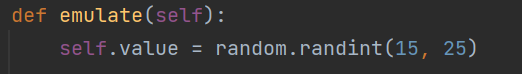 def emulate(self):
    self.value = random.randint(15, 25)